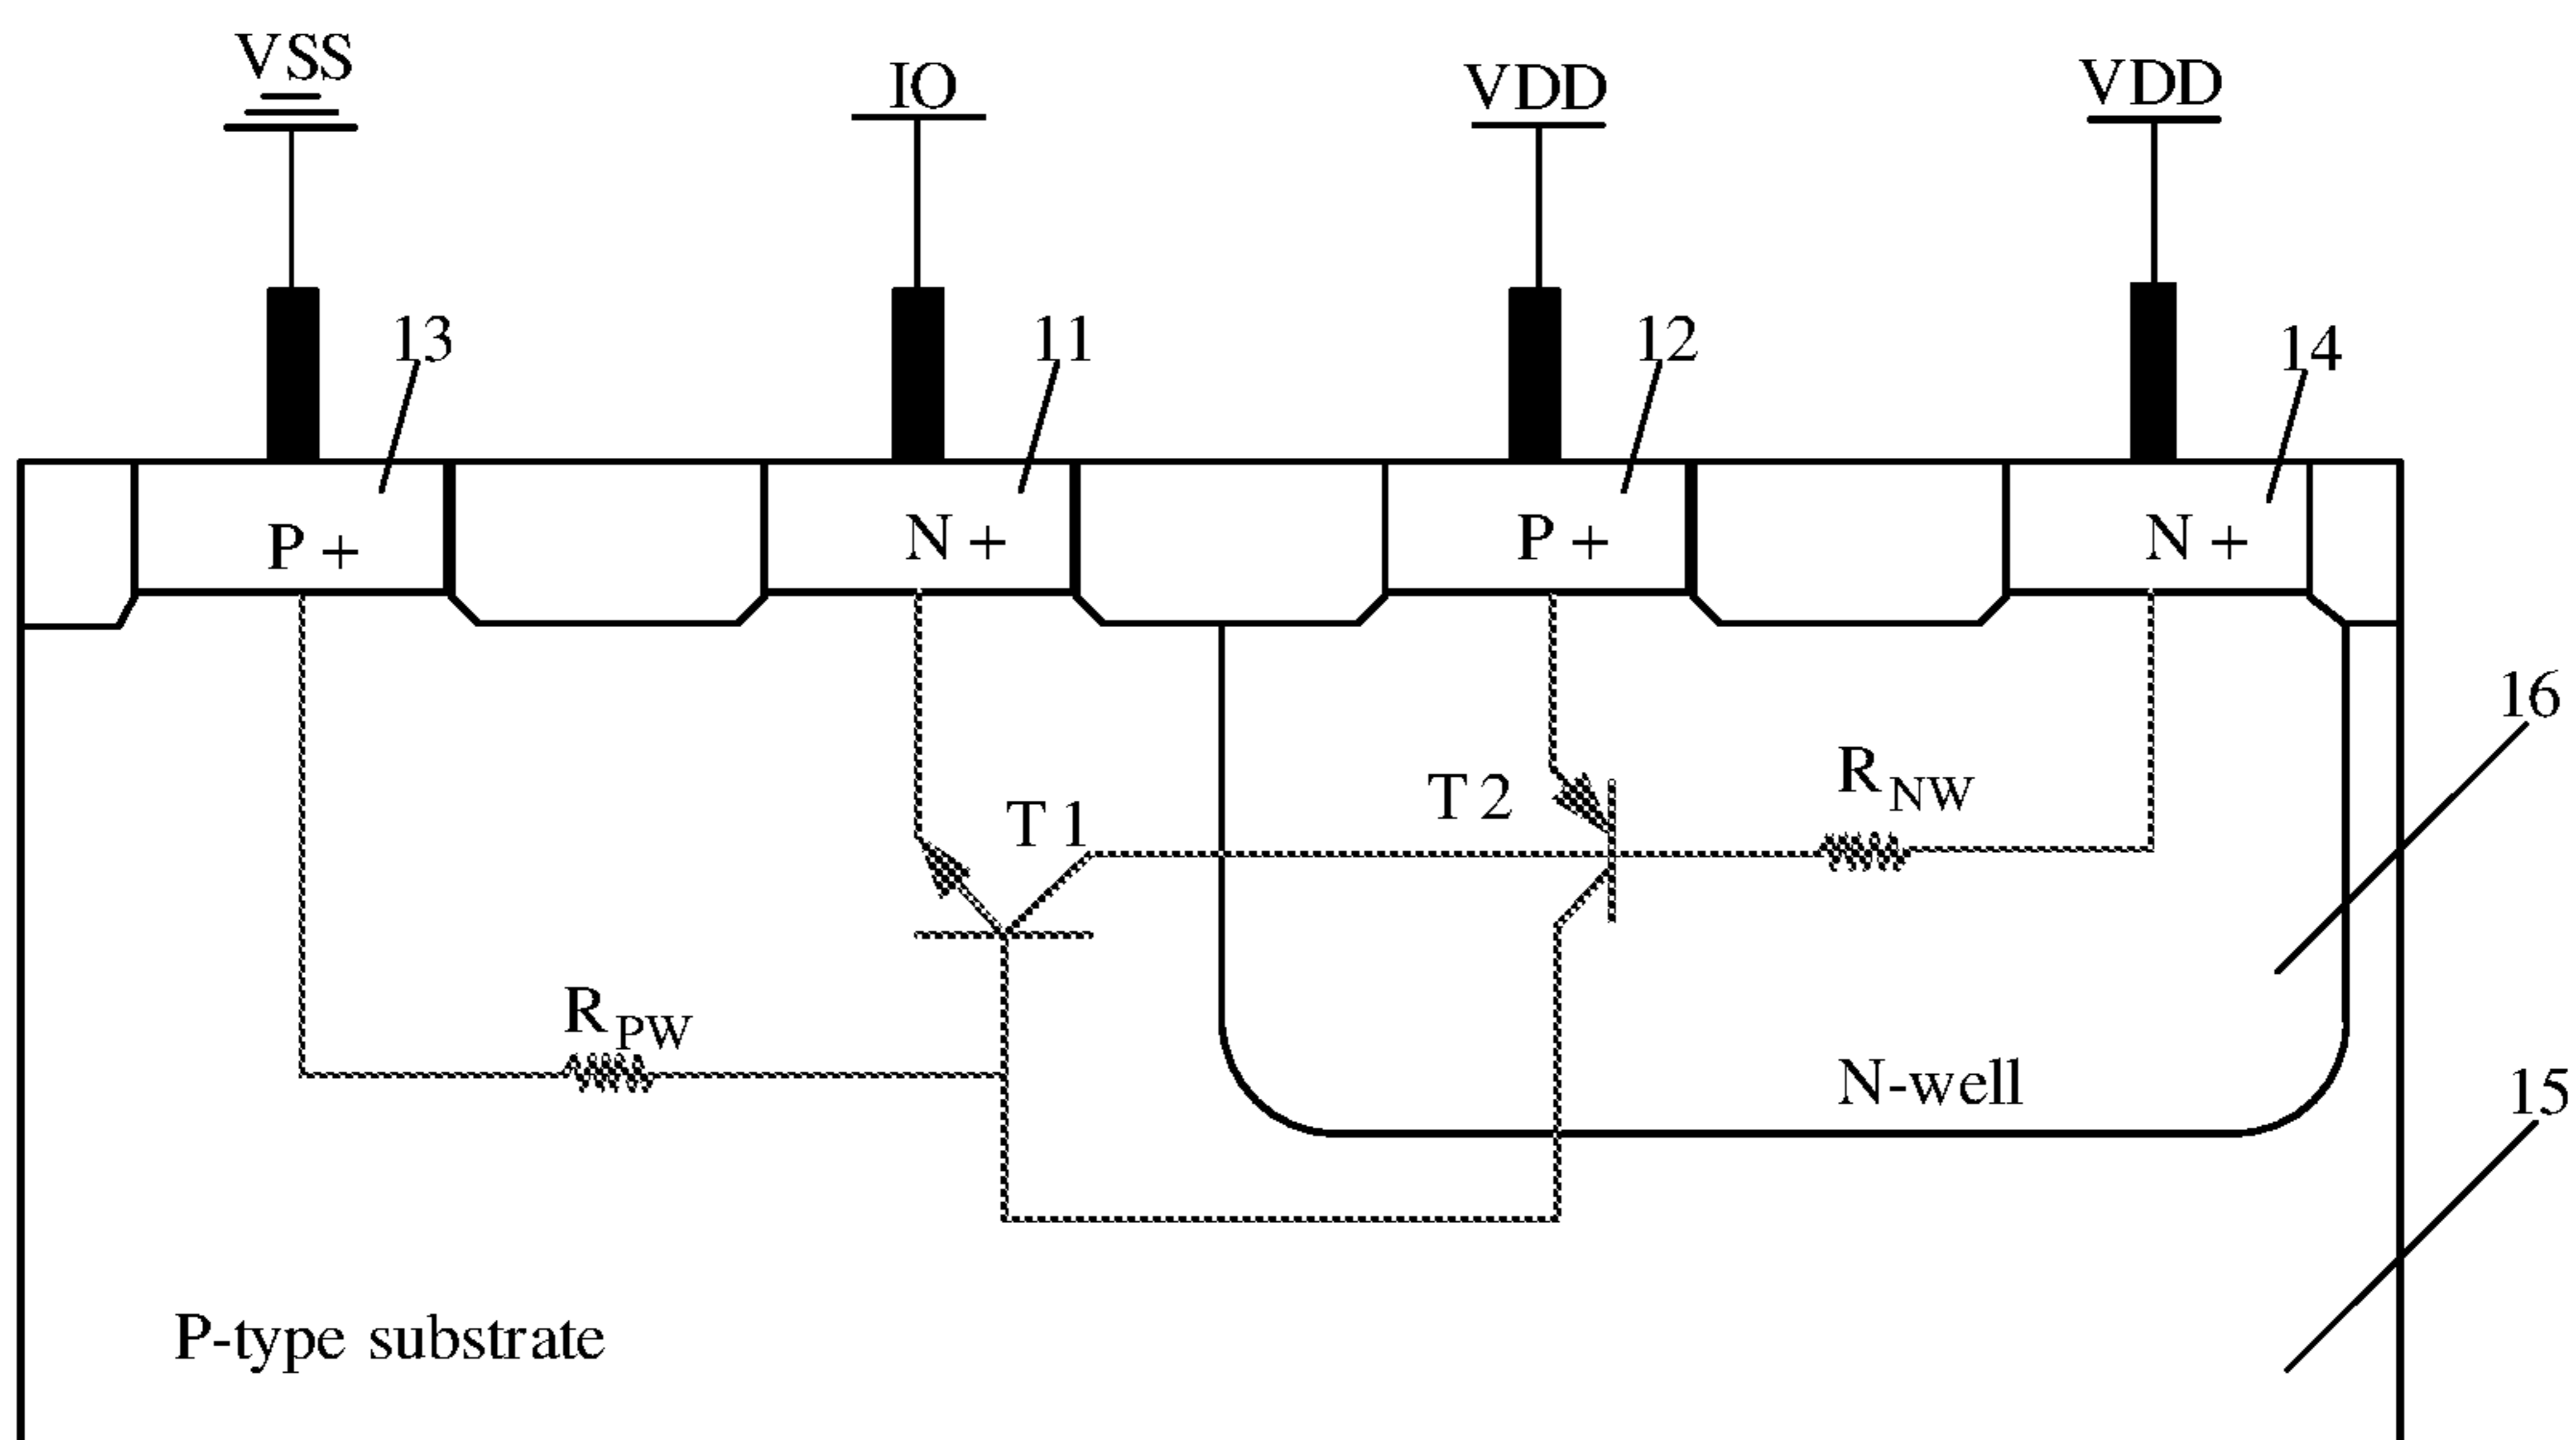 VSS
IO
VDD
VDD
13
11
12
14
P +
N +
P +
N +
16
T 1
T 2
R NW
R PW
N-well
15
P-type substrate